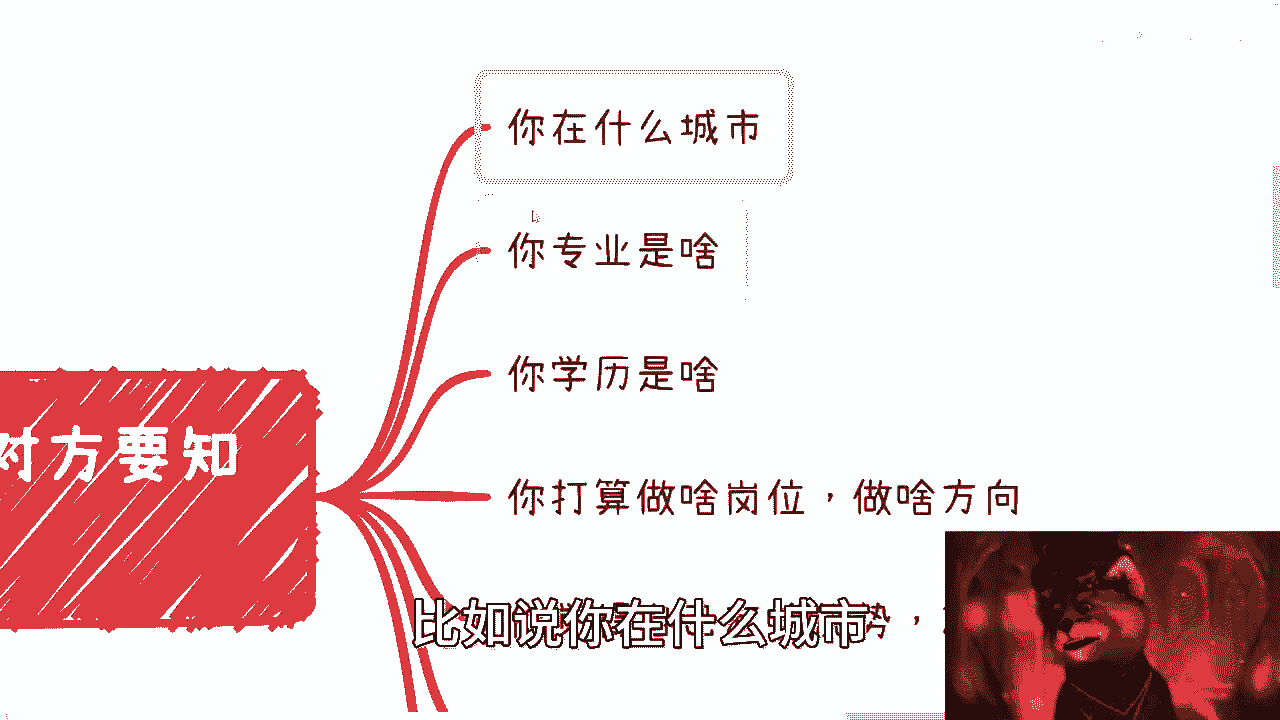 你在什么城市
你专业是啥
你学历是啥
对方要知
你打算做啥岗位，做啥方向
比如说你在什么城市
势，